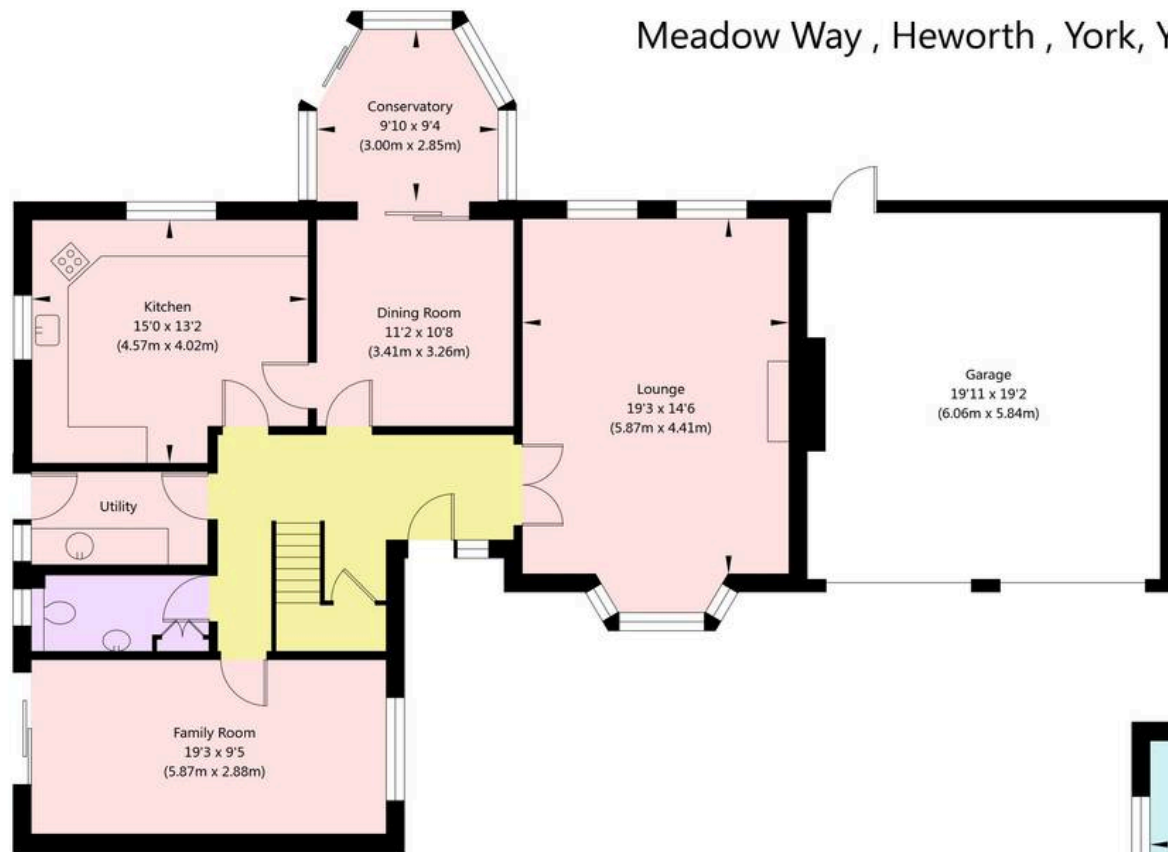 Meadow Way , Heworth , York, Y
Conservatory
9'10 x 9'4
(3.00m x 2.85m)
Kitchen
15'0 x 13'2
(4.57m x 4.02m)
Dining Room
11'2 x 10'8
(3.41m x 3.26m)
Lounge
19'3 x 14'6
(5.87m x 4.41m)
Garage
19'11 x 19'2
(6.06m x 5.84m)
Utility
Family Room
19'3 x 9'5
(5.87m x 2.88m)